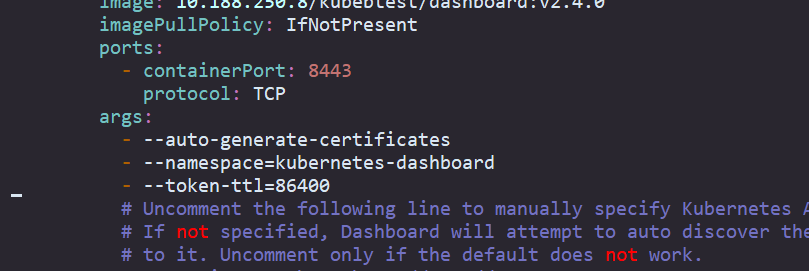 image: 10.188.250.8/kubebtest/dashboard:v2.4.0
imagePullPolicy: IfNotPresent
ports:
- containerPort: 8443
protocol: TCP
args:
- --auto-generate-certificates
- --namespace=kubernetes-dashboard
- --token-ttl=86400
# Uncomment the following line to manually specify Kubernetes A
# If not specified, Dashboard will attempt to auto discover the
# to it. Uncomment only if the default does not work.